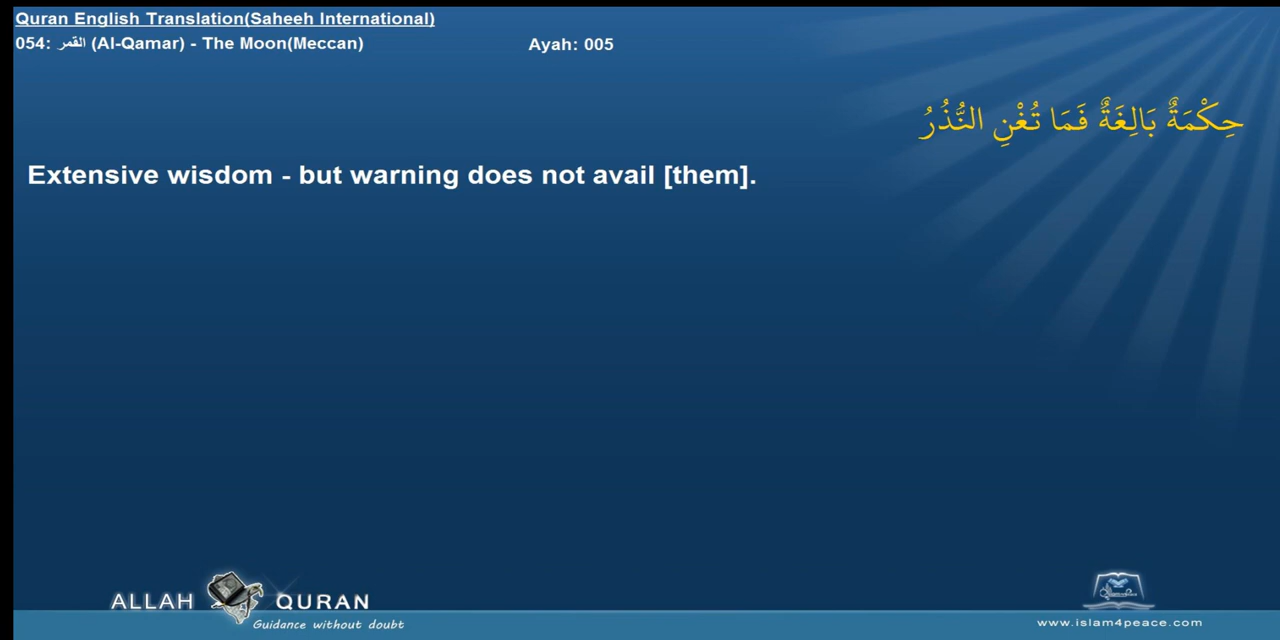 Quran English Translation(Saheeh International)
054: القمر (Al-Qamar) - The Moon(Meccan)
Ayah: 005
حِكْمَةٌ بَالِغَةٌ فَمَا تُغْنِ النُّذُرُ
Extensive wisdom - but warning does not avail [them].
ALLAH QURAN
Guidance without doubt
www.islam4peace.com